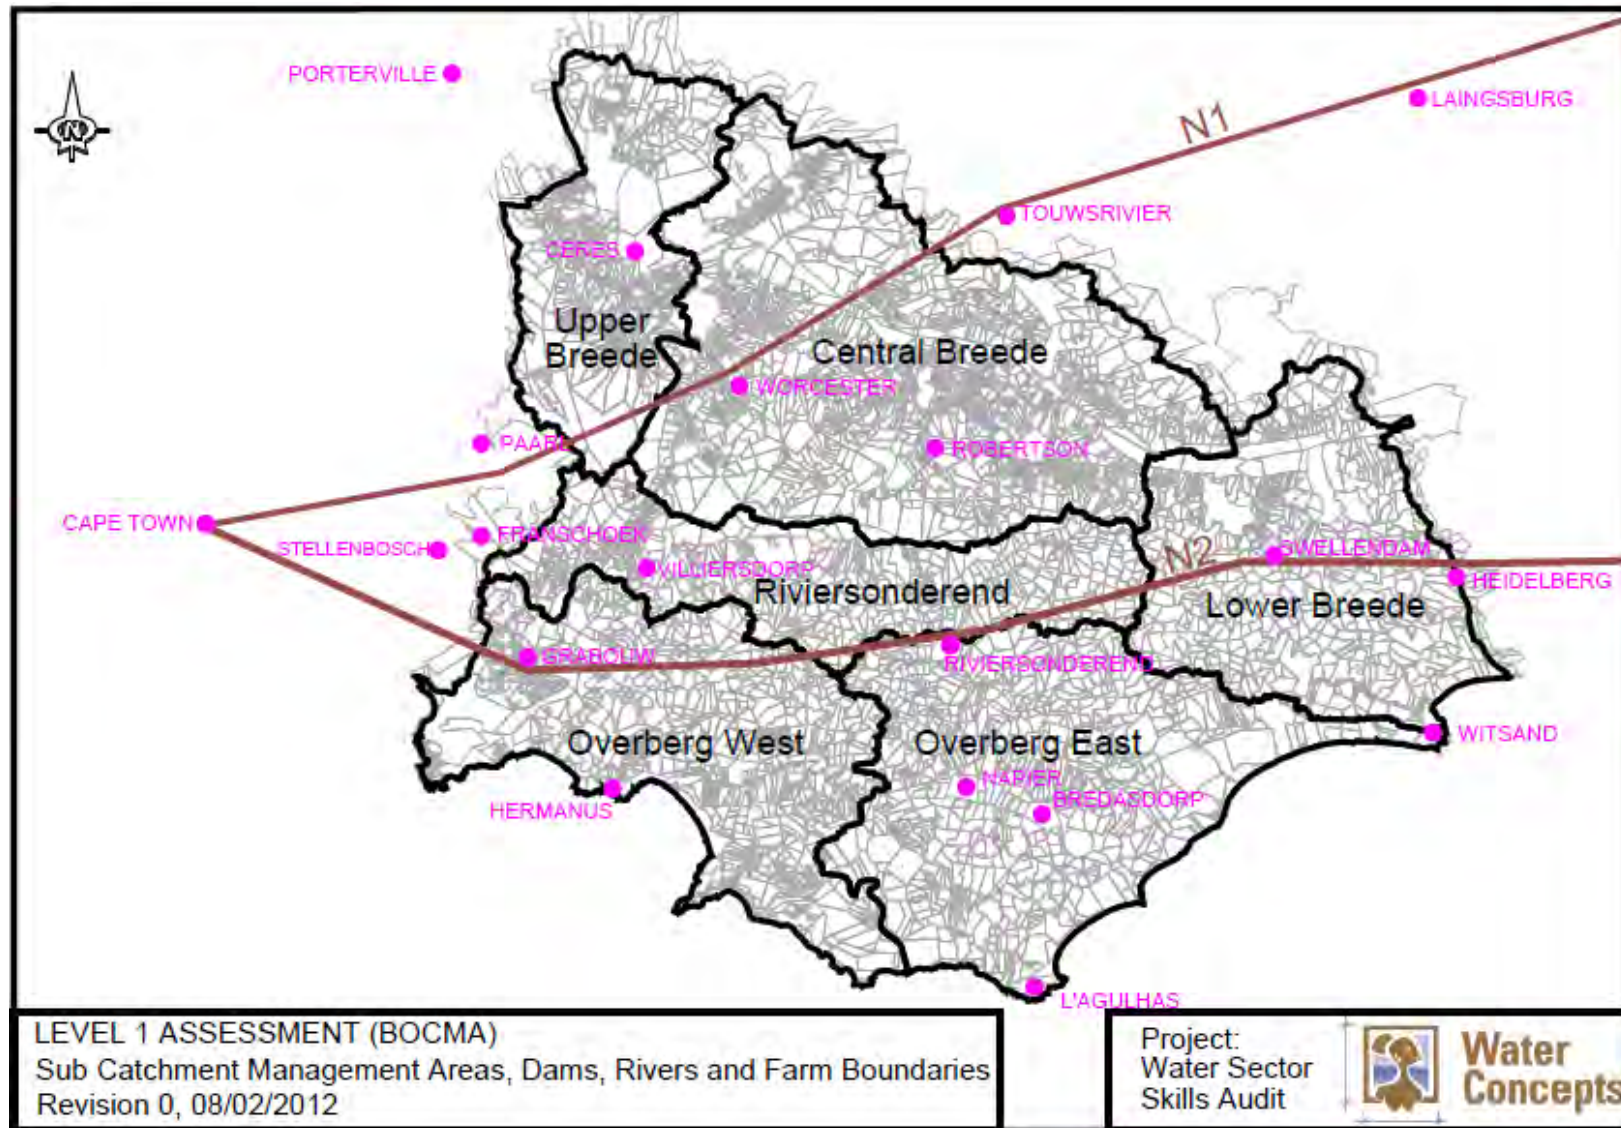 PORTERVILLE
LAINGSBURG
N1
TOUWSRIVIER
CERES
Upper
Breede
Central Breede
WORCESTER
PAARL
ROBERTSON
CAPE TOWN
FRANSCHOEK
STELLENBOSCH
VILLIERSDORP
N2
SWELLENDAM
HEIDELBERG
Riviersonderend
Lower Breede
GRABOUW
RIVIERSONDEREND
Overberg West
Overberg East
WITSAND
NAPIER
HERMANUS
BREDASDORP
L'AGULHAS
LEVEL 1 ASSESSMENT (BOCMA)
Sub Catchment Management Areas, Dams, Rivers and Farm Boundaries
Revision 0, 08/02/2012
Project:
Water Sector
Skills Audit
Water
Concepts
N